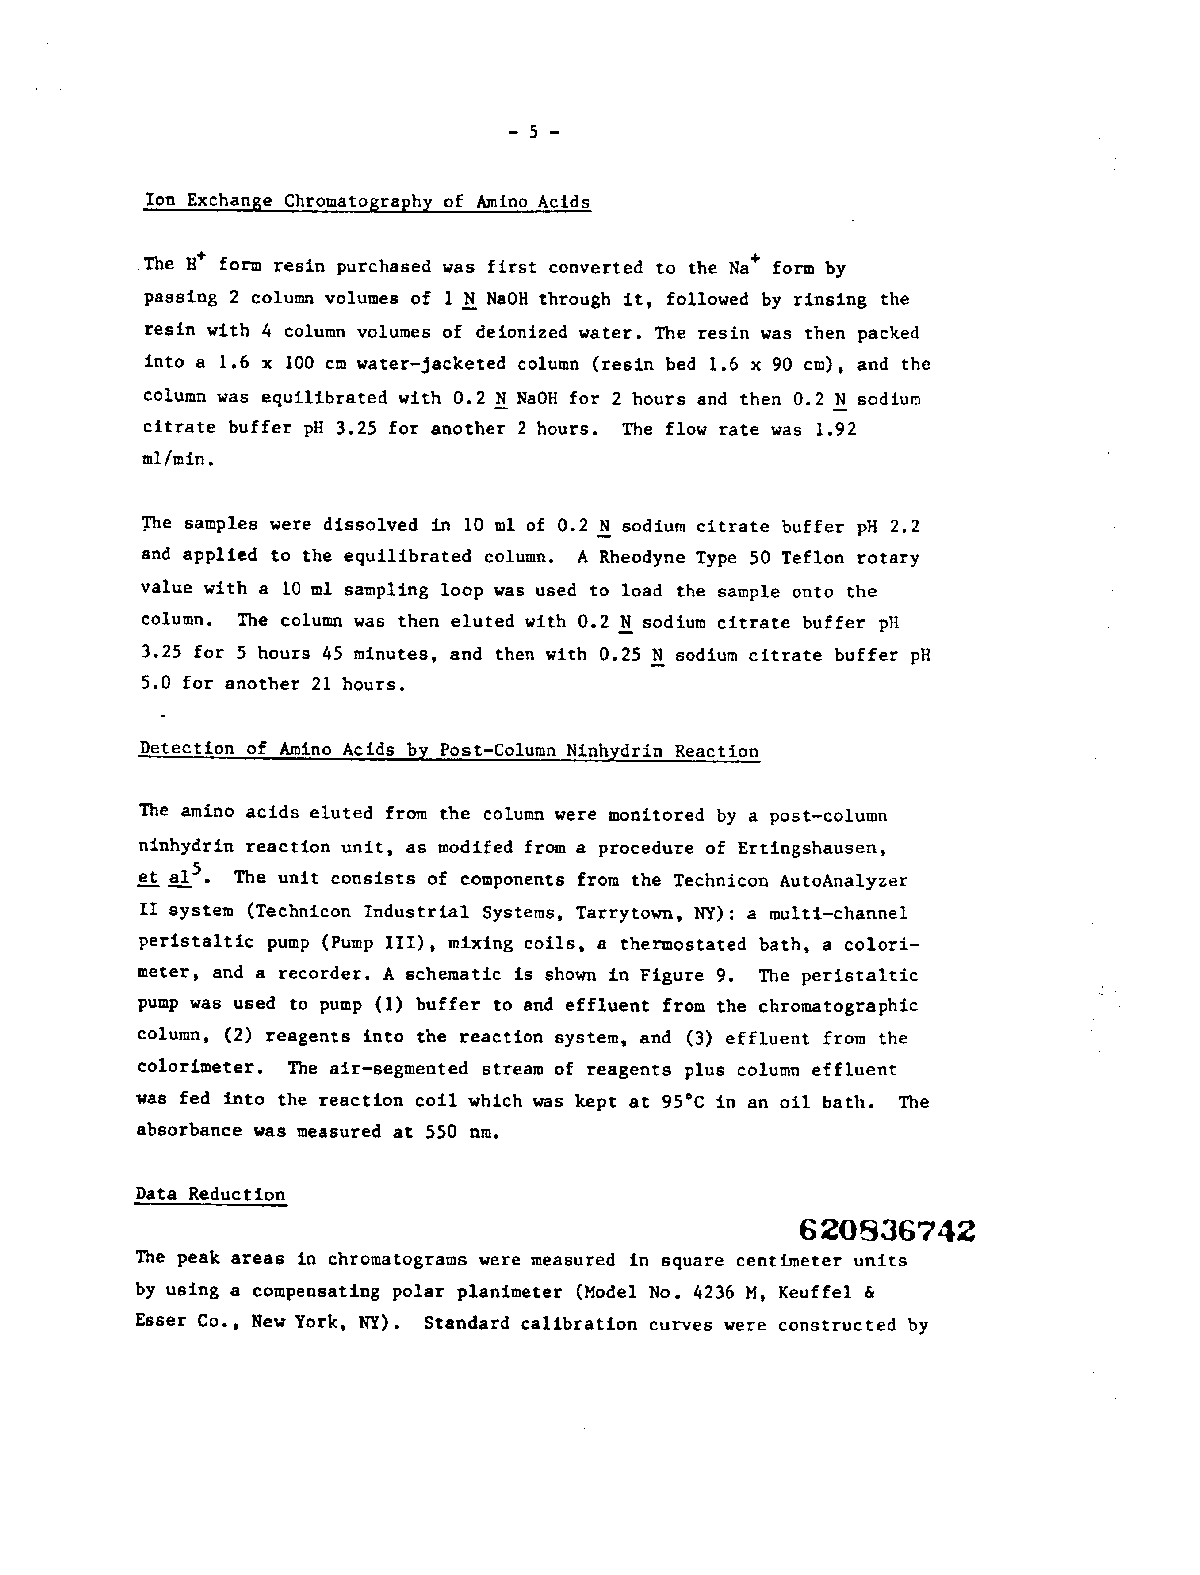 - 5 -
Ion Exchange Chromatography of Amino Acids
The H+ form resin purchased was first converted to the Na+ form by
passing 2 column volumes of 1 N NaOH through it, followed by rinsing the
resin with 4 column volumes of deionized water. The resin was then packed
into a 1.6 x 100 cm water-jacketed column (resin bed 1.6 x 90 cm), and the
column was equilibrated with 0.2 N NaOH for 2 hours and then 0.2 N sodium
citrate buffer pH 3.25 for another 2 hours. The flow rate was 1.92
ml/min.
The samples were dissolved in 10 ml of 0.2 N sodium citrate buffer pH 2.2
and applied to the equilibrated column. A Rheodyne Type 50 Teflon rotary
value with a 10 ml sampling loop was used to load the sample onto the
column. The column was then eluted with 0.2 N sodium citrate buffer pH
3.25 for 5 hours 45 minutes, and then with 0.25 N sodium citrate buffer pH
5.0 for another 21 hours.
Detection of Amino Acids by Post-Column Ninhydrin Reaction
The amino acids eluted from the column were monitored by a post-column
ninhydrin reaction unit, as modifed from a procedure of Ertingshausen,
et al5. The unit consists of components from the Technicon AutoAnalyzer
II system (Technicon Industrial Systems, Tarrytown, NY): a multi-channel
peristaltic pump (Pump III), mixing coils, a thermostated bath, a colori-
meter, and a recorder. A schematic is shown in Figure 9. The peristaltic
pump was used to pump (1) buffer to and effluent from the chromatographic
column, (2) reagents into the reaction system, and (3) effluent from the
colorimeter. The air-segmented stream of reagents plus column effluent
was fed into the reaction coil which was kept at 95°C in an oil bath. The
absorbance was measured at 550 nm.
Data Reduction
620836742
The peak areas in chromatograms were measured in square centimeter units
by using a compensating polar planimeter (Model No. 4236 M, Keuffel &
Esser Co., New York, NY). Standard calibration curves were constructed by